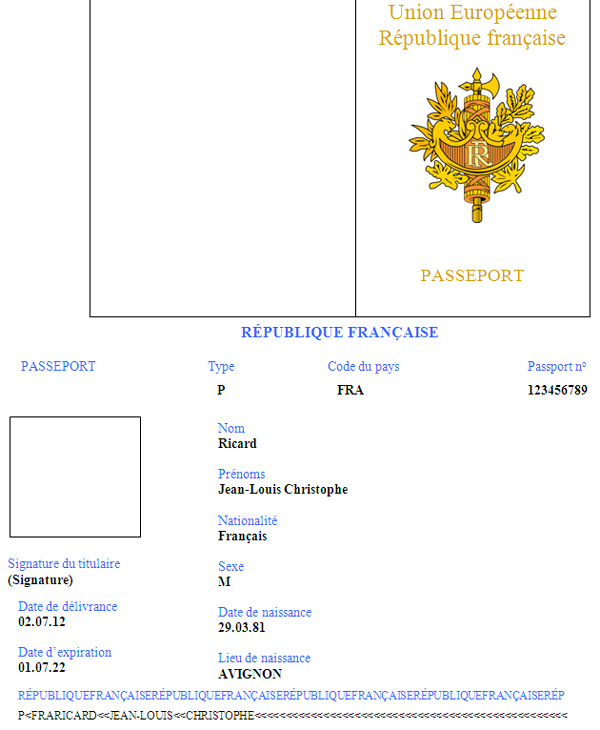 Union Européenne
République française
RF
PASSEPORT
RÉPUBLIQUE FRANÇAISE
PASSEPORT Type Code du pays Passport nº
P FRA 123456789
Nom
Ricard
Prénoms
Jean-Louis Christophe
Nationalité
Français
Signature du titulaire
(Signature)
Sexe
M
Date de délivrance
02.07.12
Date de naissance
29.03.81
Date d’expiration
01.07.22
Lieu de naissance
AVIGNON
RÉPUBLIQUEFRANÇAISERÉPUBLIQUEFRANÇAISERÉPUBLIQUEFRANÇAISERÉPUBLIQUEFRANÇAISERÉP
P<FRARICARD<<JEAN-LOUIS<<CHRISTOPHE<<<<<<<<<<<<<<<<<<<<<<<<<<<<<<<<<<<<<<<<<<<<<<